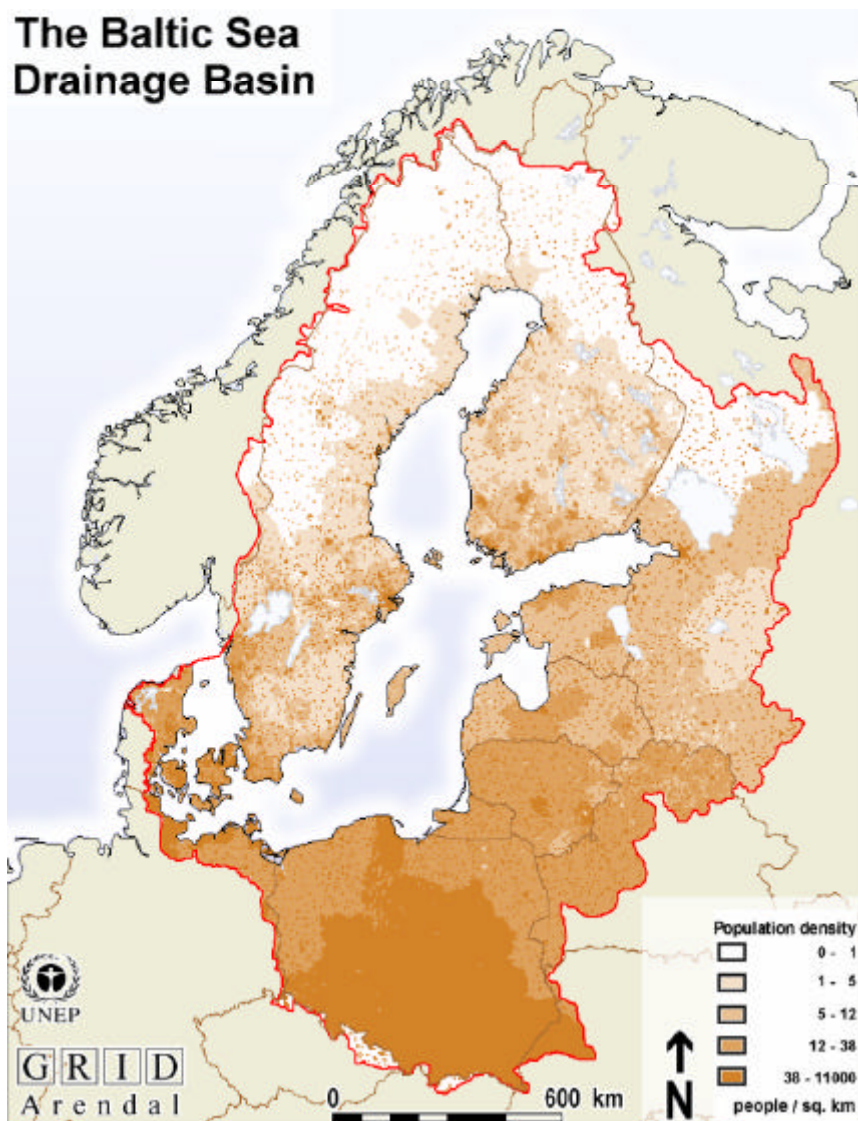 The Baltic Sea
Drainage Basin
Population density
0 - 1
1 - 5
5 - 12
12 - 38
38 - 11000
people / sq. km
UNEP
GRID
Arendal
0 600 km
N